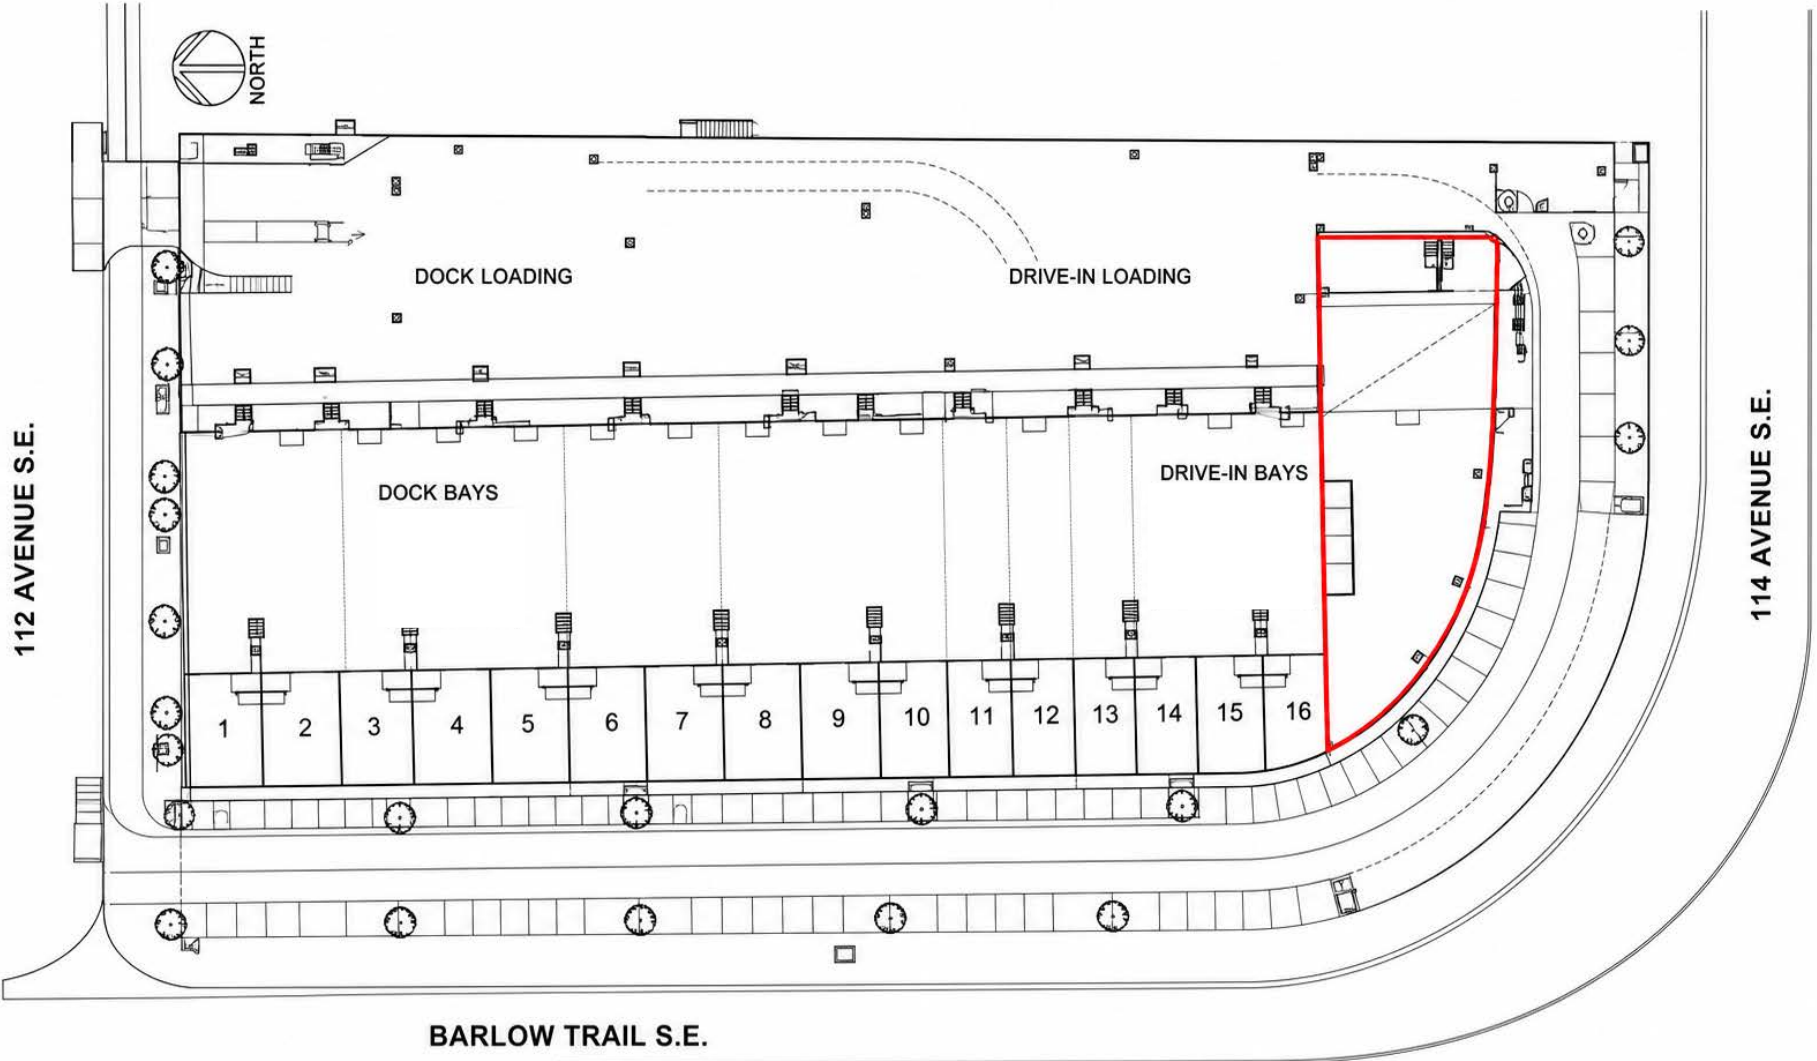 NORTH
DOCK LOADING
DRIVE-IN LOADING
112 AVENUE S.E.
114 AVENUE S.E.
DOCK BAYS
DRIVE-IN BAYS
1 2 3 4 5 6 7 8 9 10 11 12 13 14 15 16
BARLOW TRAIL S.E.